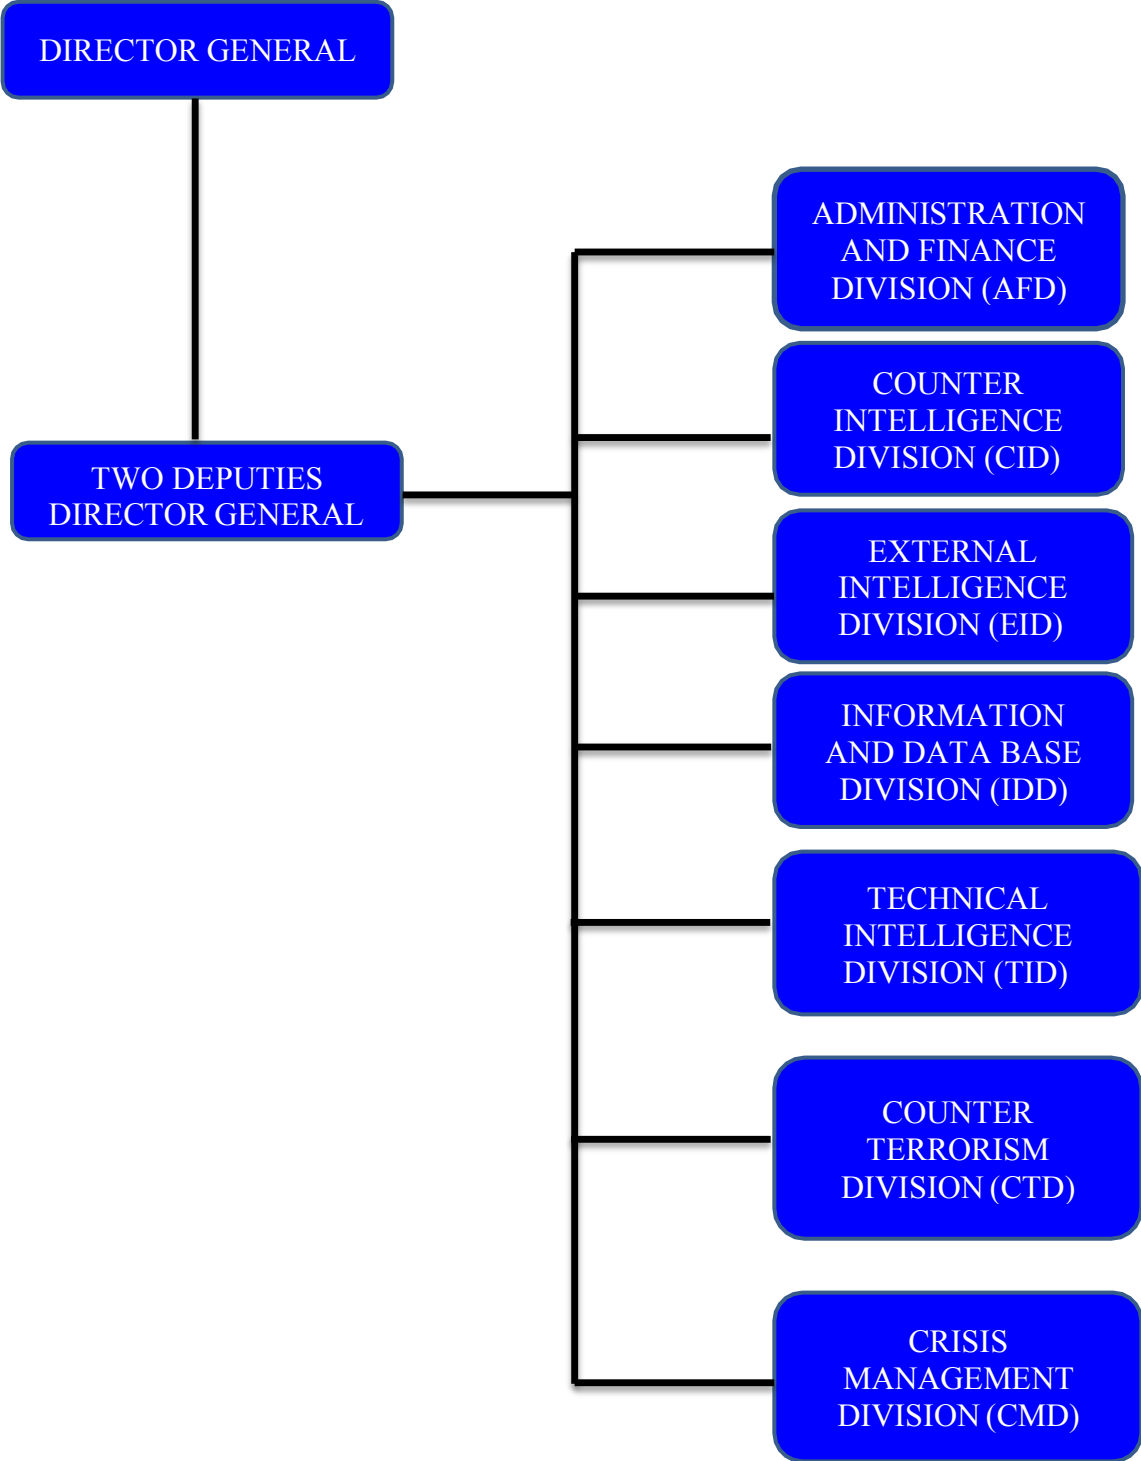 DIRECTOR GENERAL
TWO DEPUTIES
DIRECTOR GENERAL
ADMINISTRATION
AND FINANCE
DIVISION (AFD)
COUNTER
INTELLIGENCE
DIVISION (CID)
EXTERNAL
INTELLIGENCE
DIVISION (EID)
INFORMATION
AND DATA BASE
DIVISION (IDD)
TECHNICAL
INTELLIGENCE
DIVISION (TID)
COUNTER
TERRORISM
DIVISION (CTD)
CRISIS
MANAGEMENT
DIVISION (CMD)